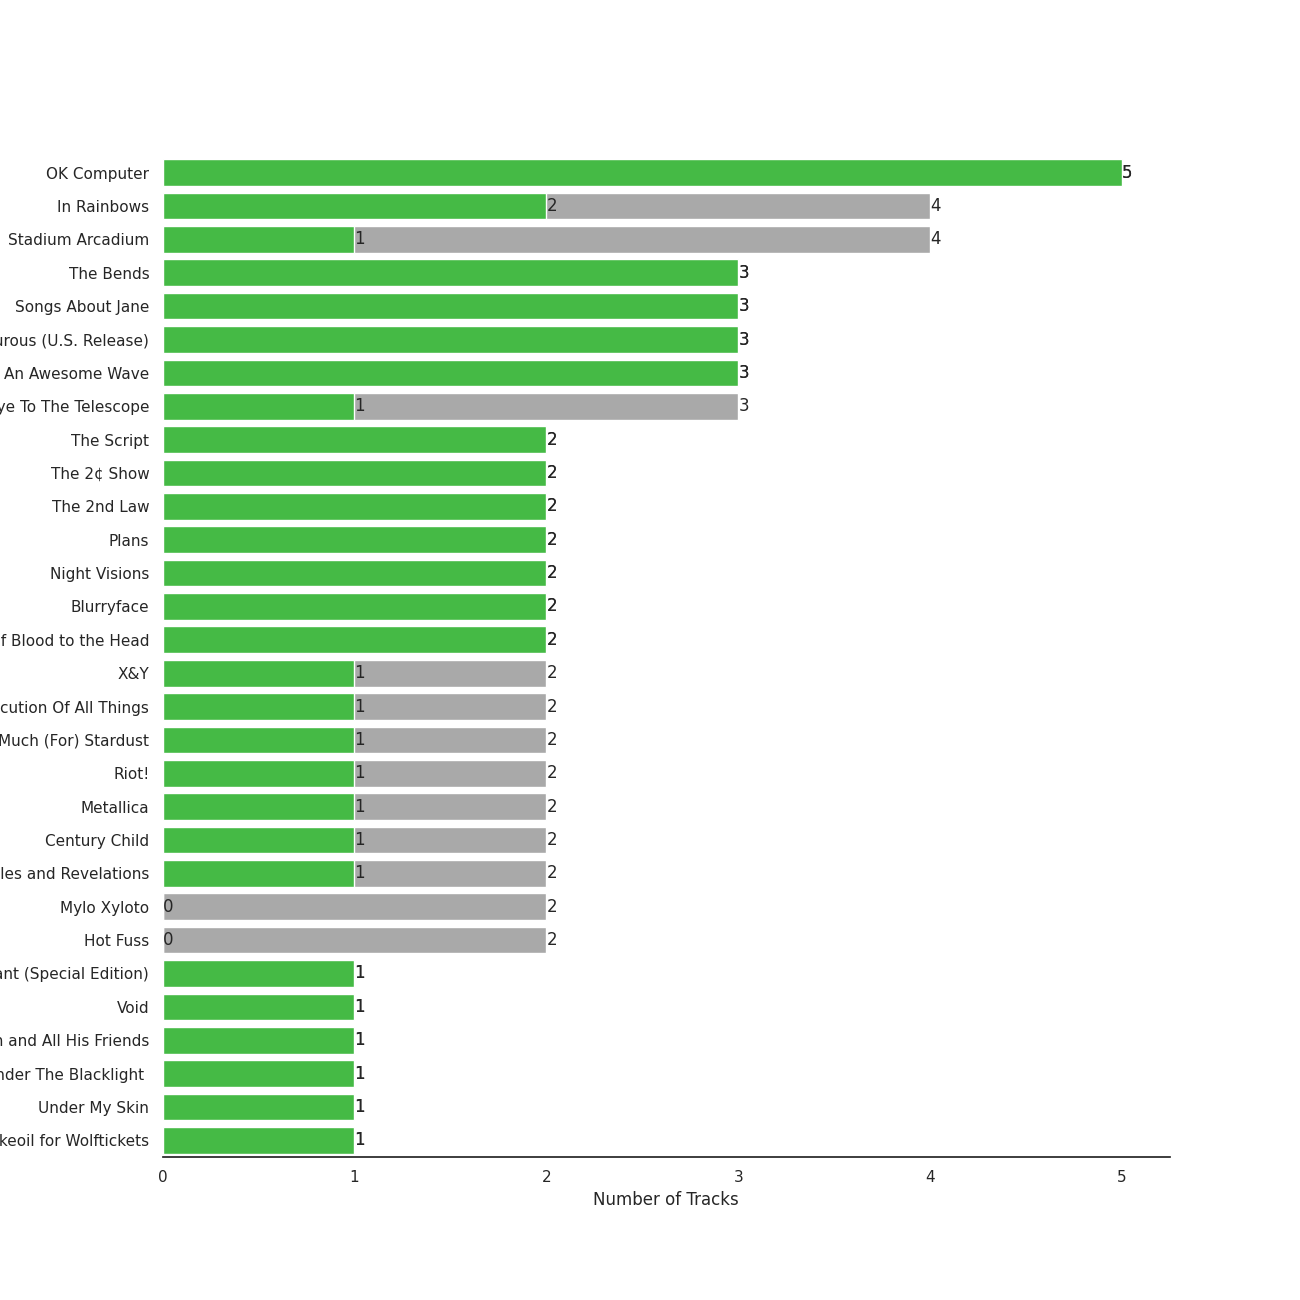 OK Computer 5
In Rainbows 2 4
Stadium Arcadium 1 4
The Bends 3
Songs About Jane 3
urous (U.S. Release) 3
An Awesome Wave 3
ye To The Telescope 1 3
The Script 2
The 2¢ Show 2
The 2nd Law 2
Plans 2
Night Visions 2
Blurryface 2
f Blood to the Head 2
X&Y 1 2
cution Of All Things 1 2
Much (For) Stardust 1 2
Riot! 1 2
Metallica 1 2
Century Child 1 2
les and Revelations 1 2
Mylo Xyloto 0 2
Hot Fuss 0 2
ant (Special Edition) 1
Void 1
n and All His Friends 1
nder The Blacklight 1
Under My Skin 1
keoil for Wolftickets 1
0 1 2 3 4 5
Number of Tracks